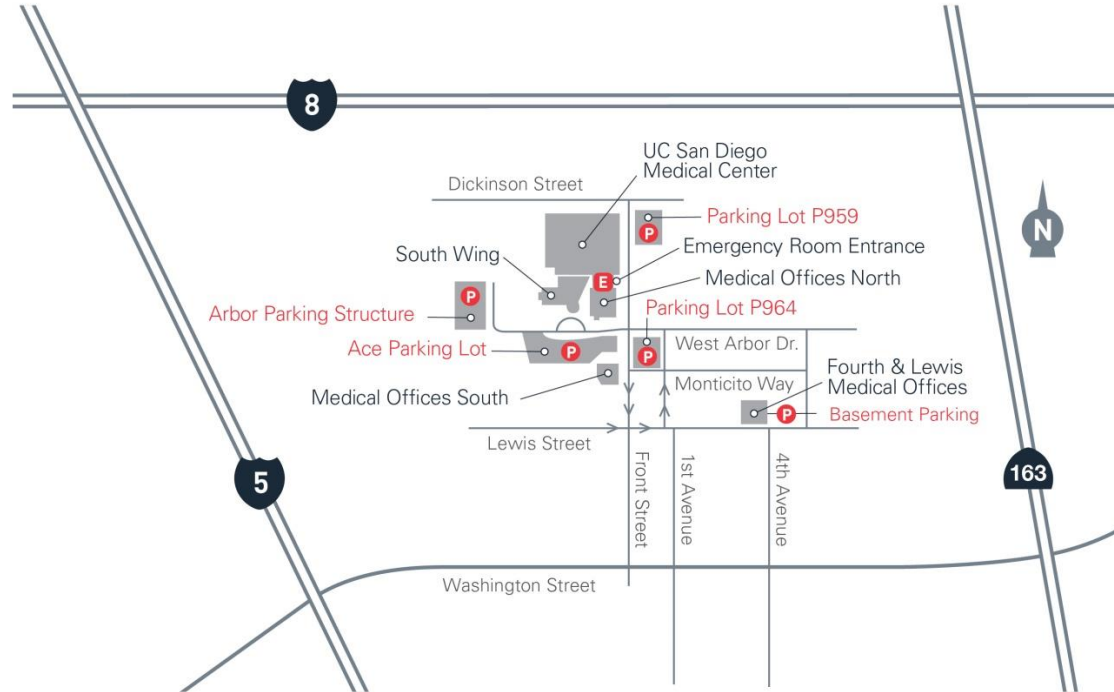 8
UC San Diego
Medical Center
Dickinson Street
Parking Lot P959
P
N
Emergency Room Entrance
South Wing
E
Medical Offices North
P
Parking Lot P964
Arbor Parking Structure
West Arbor Dr.
Ace Parking Lot
P
P
Fourth & Lewis
Medical Offices
Monticito Way
Medical Offices South
P
Basement Parking
Lewis Street
5
Front Street
1st Avenue
4th Avenue
163
Washington Street